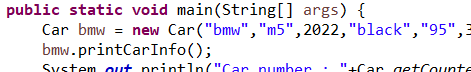 public static void main(String[] args) {
Car bmw = new Car("bmw","m5",2022,"black","95",3
bmw.printCarInfo();
System.out.println("Car number : "+Car.getCounte